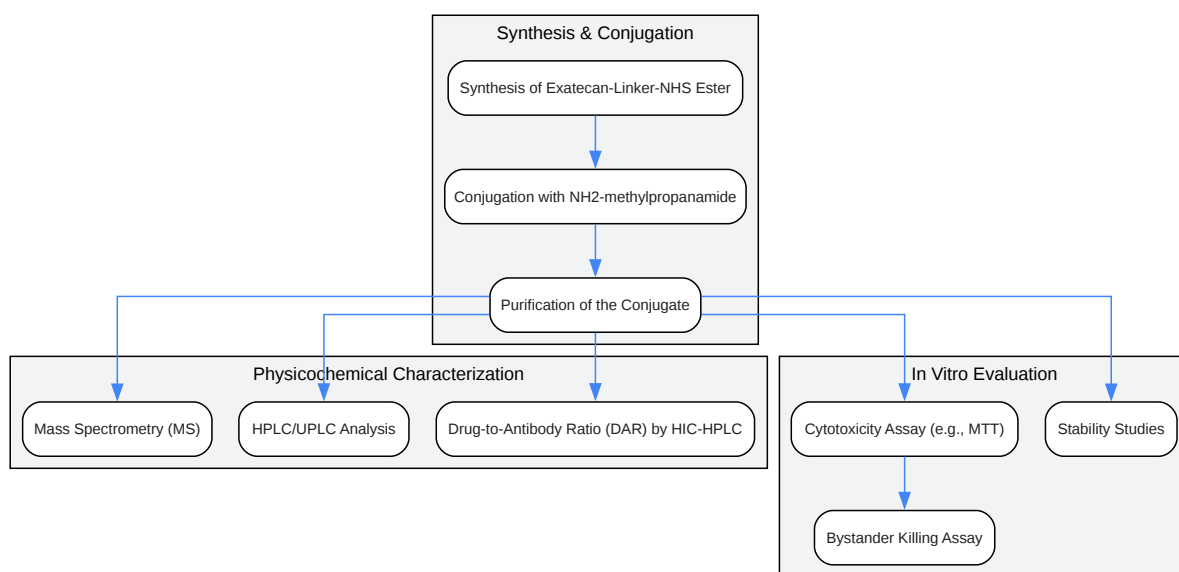 Synthesis & Conjugation
Synthesis of Exatecan-Linker-NHS Ester
Conjugation with NH2-methylpropanamide
Purification of the Conjugate
Physicochemical Characterization
Mass Spectrometry (MS)
HPLC/UPLC Analysis
Drug-to-Antibody Ratio (DAR) by HIC-HPLC
In Vitro Evaluation
Cytotoxicity Assay (e.g., MTT)
Stability Studies
Bystander Killing Assay